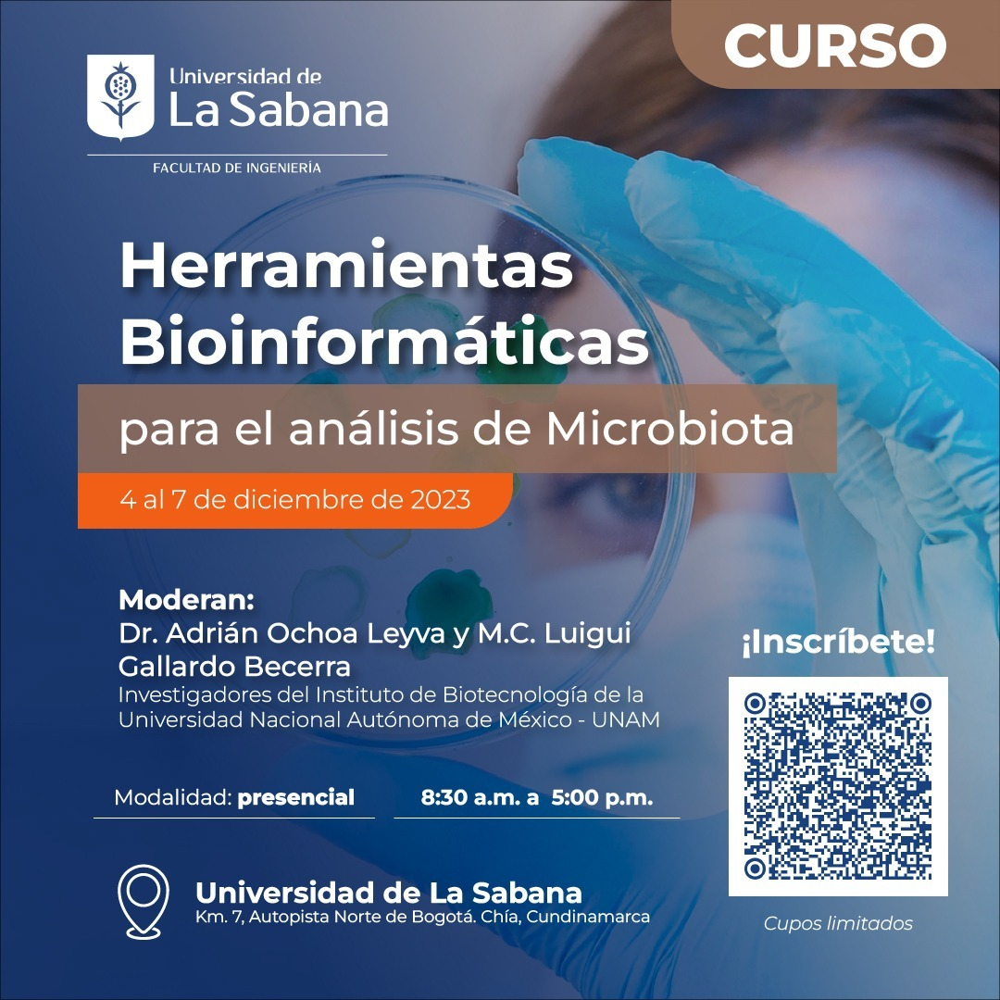 CURSO
Universidad de
La Sabana
FACULTAD DE INGENIERÍA
Herramientas
Bioinformáticas
para el análisis de Microbiota
4 al 7 de diciembre de 2023
Moderan:
Dr. Adrián Ochoa Leyva y M.C. Luigui
Gallardo Becerra
Investigadores del Instituto de Biotecnología de la
Universidad Nacional Autónoma de México - UNAM
¡Inscríbete!
Modalidad: presencial
8:30 a.m. a 5:00 p.m.
Universidad de La Sabana
Km. 7, Autopista Norte de Bogotá. Chía, Cundinamarca
Cupos limitados